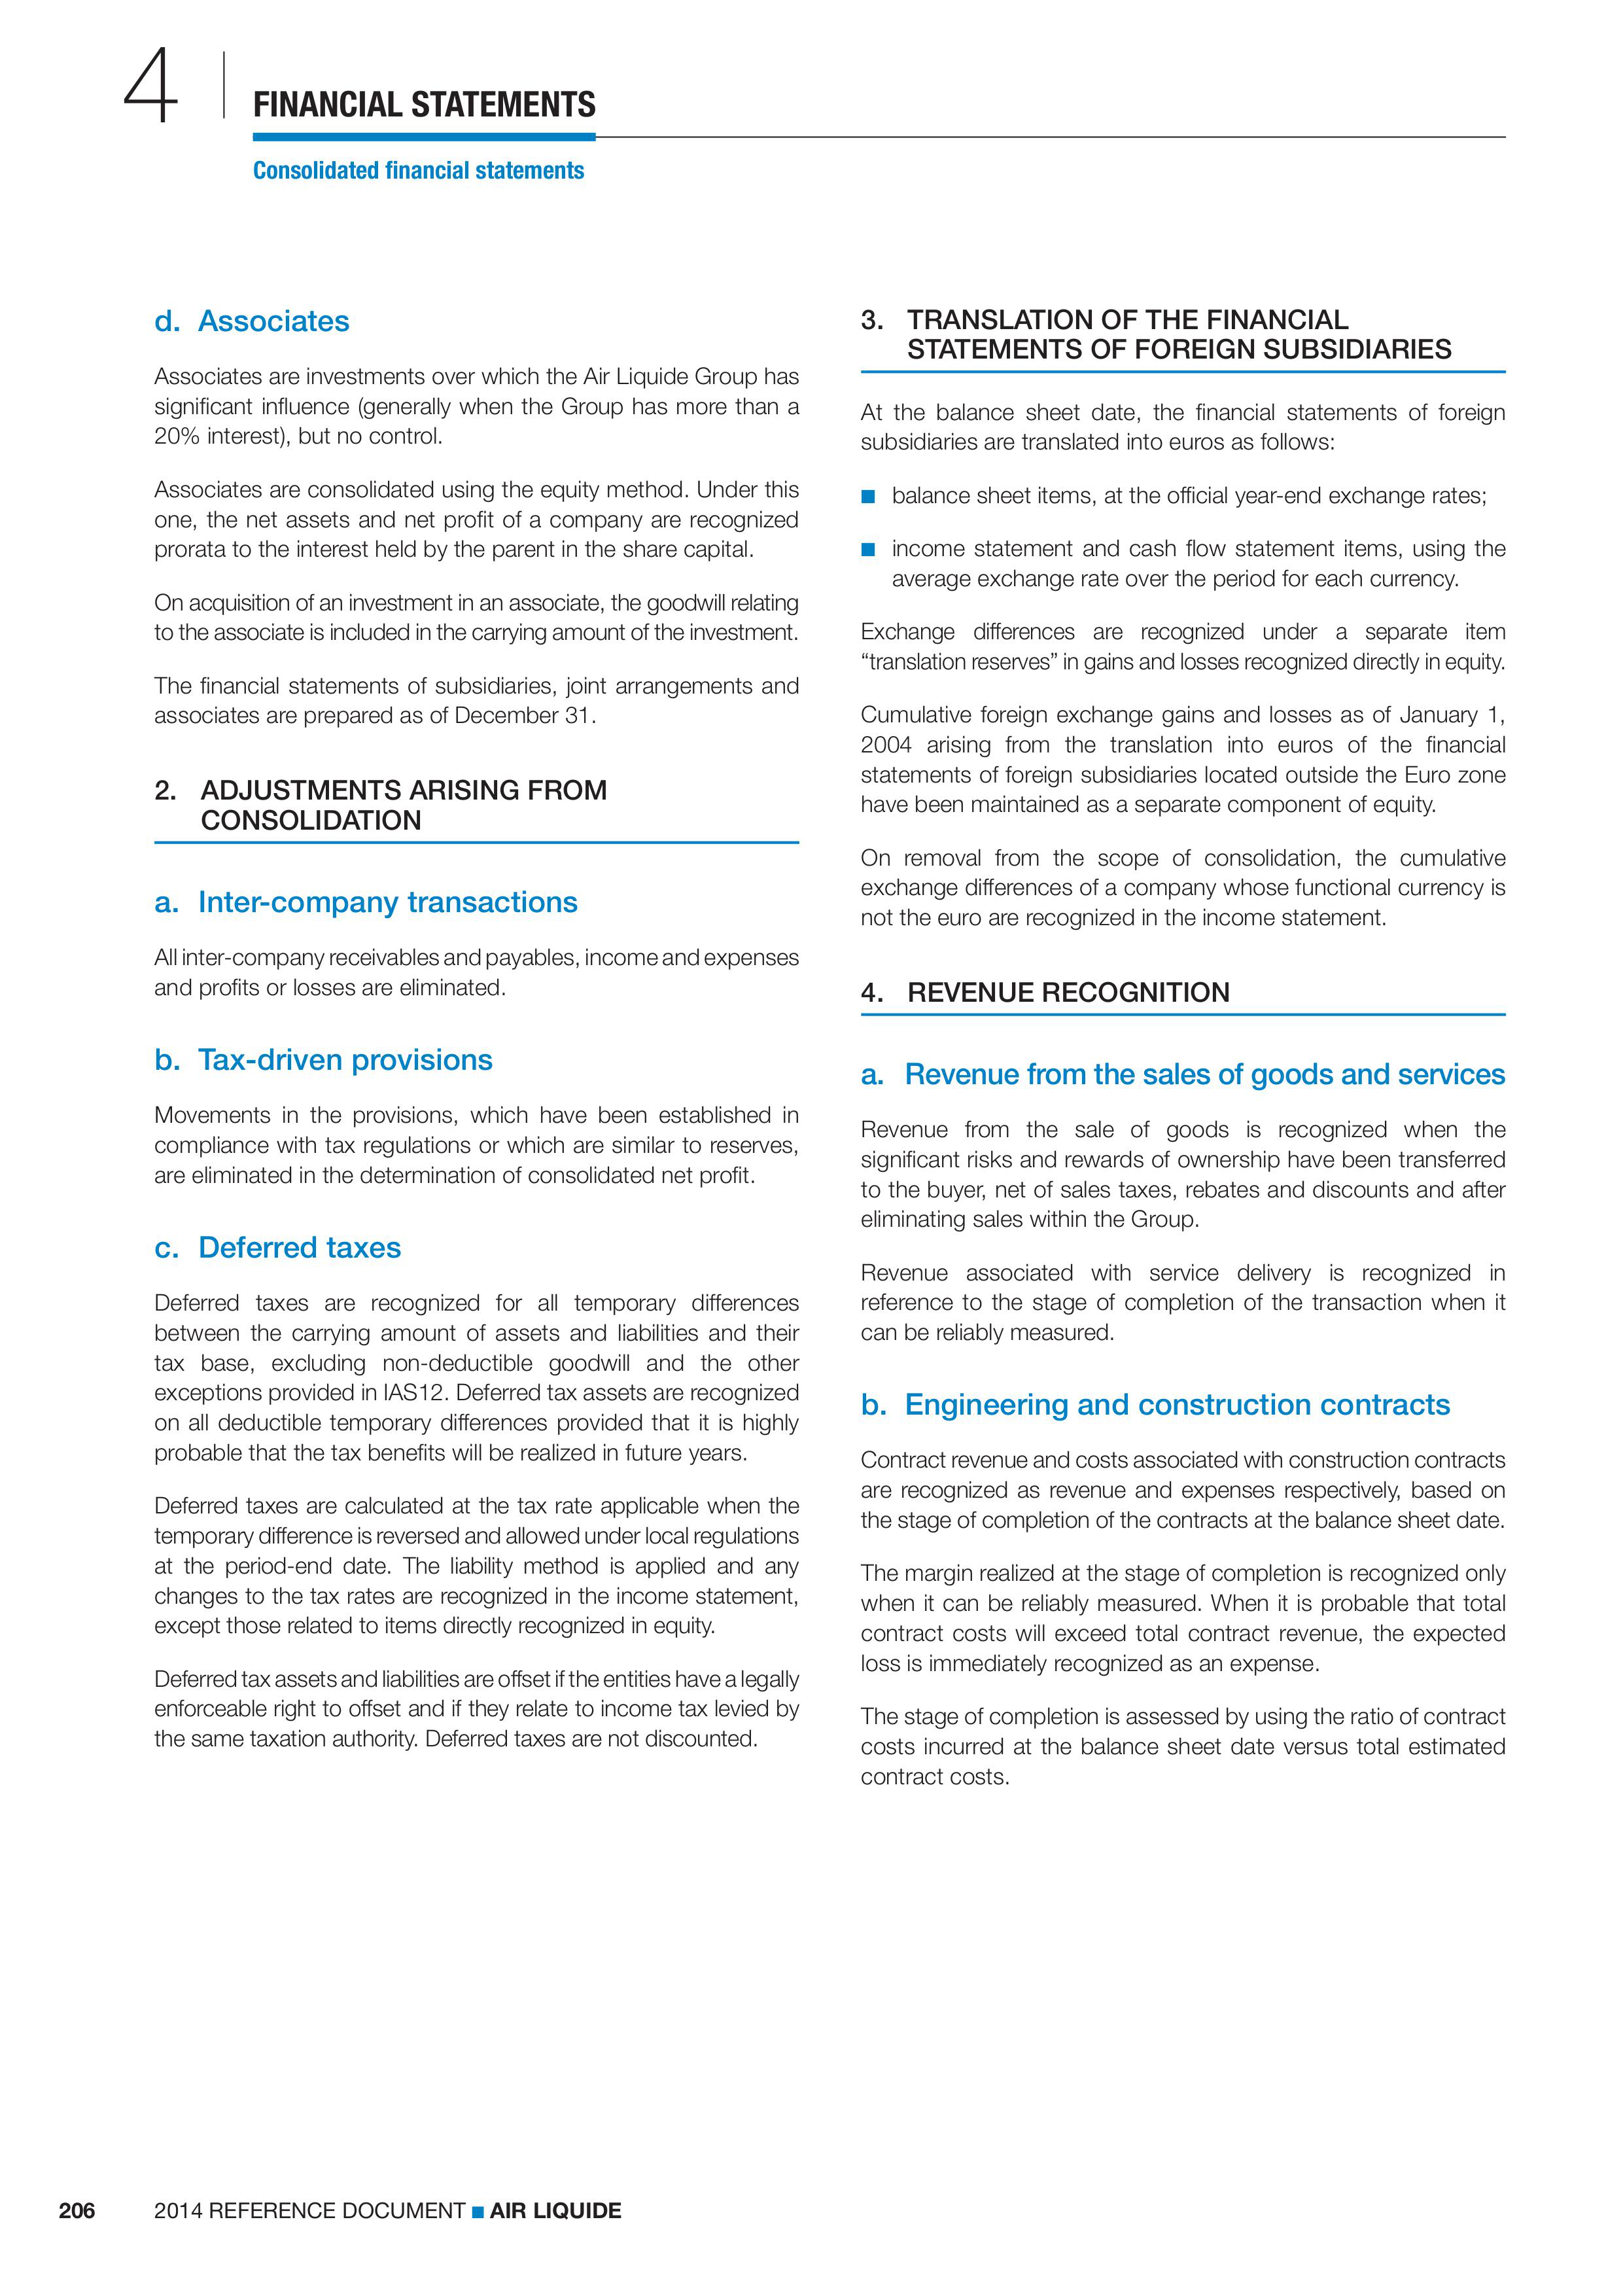 4
FINANCIAL STATEMENTS
Consolidated financial statements
d. Associates
Associates are investments over which the Air Liquide Group has
significant influence (generally when the Group has more than a
20% interest), but no control.
Associates are consolidated using the equity method. Under this
one, the net assets and net profit of a company are recognized
prorata to the interest held by the parent in the share capital.
On acquisition of an investment in an associate, the goodwill relating
to the associate is included in the carrying amount of the investment.
The financial statements of subsidiaries, joint arrangements and
associates are prepared as of December 31.
2. ADJUSTMENTS ARISING FROM
CONSOLIDATION
a. Inter-company transactions
All inter-company receivables and payables, income and expenses
and profits or losses are eliminated.
b. Tax-driven provisions
Movements in the provisions, which have been established in
compliance with tax regulations or which are similar to reserves,
are eliminated in the determination of consolidated net profit.
c. Deferred taxes
Deferred taxes are recognized for all temporary differences
between the carrying amount of assets and liabilities and their
tax base, excluding non-deductible goodwill and the other
exceptions provided in IAS12. Deferred tax assets are recognized
on all deductible temporary differences provided that it is highly
probable that the tax benefits will be realized in future years.
Deferred taxes are calculated at the tax rate applicable when the
temporary difference is reversed and allowed under local regulations
at the period-end date. The liability method is applied and any
changes to the tax rates are recognized in the income statement,
except those related to items directly recognized in equity.
Deferred tax assets and liabilities are offset if the entities have a legally
enforceable right to offset and if they relate to income tax levied by
the same taxation authority. Deferred taxes are not discounted.
3. TRANSLATION OF THE FINANCIAL
STATEMENTS OF FOREIGN SUBSIDIARIES
At the balance sheet date, the financial statements of foreign
subsidiaries are translated into euros as follows:
■ balance sheet items, at the official year-end exchange rates;
■ income statement and cash flow statement items, using the
average exchange rate over the period for each currency.
Exchange differences are recognized under a separate item
“translation reserves” in gains and losses recognized directly in equity.
Cumulative foreign exchange gains and losses as of January 1,
2004 arising from the translation into euros of the financial
statements of foreign subsidiaries located outside the Euro zone
have been maintained as a separate component of equity.
On removal from the scope of consolidation, the cumulative
exchange differences of a company whose functional currency is
not the euro are recognized in the income statement.
4. REVENUE RECOGNITION
a. Revenue from the sales of goods and services
Revenue from the sale of goods is recognized when the
significant risks and rewards of ownership have been transferred
to the buyer, net of sales taxes, rebates and discounts and after
eliminating sales within the Group.
Revenue associated with service delivery is recognized in
reference to the stage of completion of the transaction when it
can be reliably measured.
b. Engineering and construction contracts
Contract revenue and costs associated with construction contracts
are recognized as revenue and expenses respectively, based on
the stage of completion of the contracts at the balance sheet date.
The margin realized at the stage of completion is recognized only
when it can be reliably measured. When it is probable that total
contract costs will exceed total contract revenue, the expected
loss is immediately recognized as an expense.
The stage of completion is assessed by using the ratio of contract
costs incurred at the balance sheet date versus total estimated
contract costs.
206 2014 REFERENCE DOCUMENT ■ AIR LIQUIDE